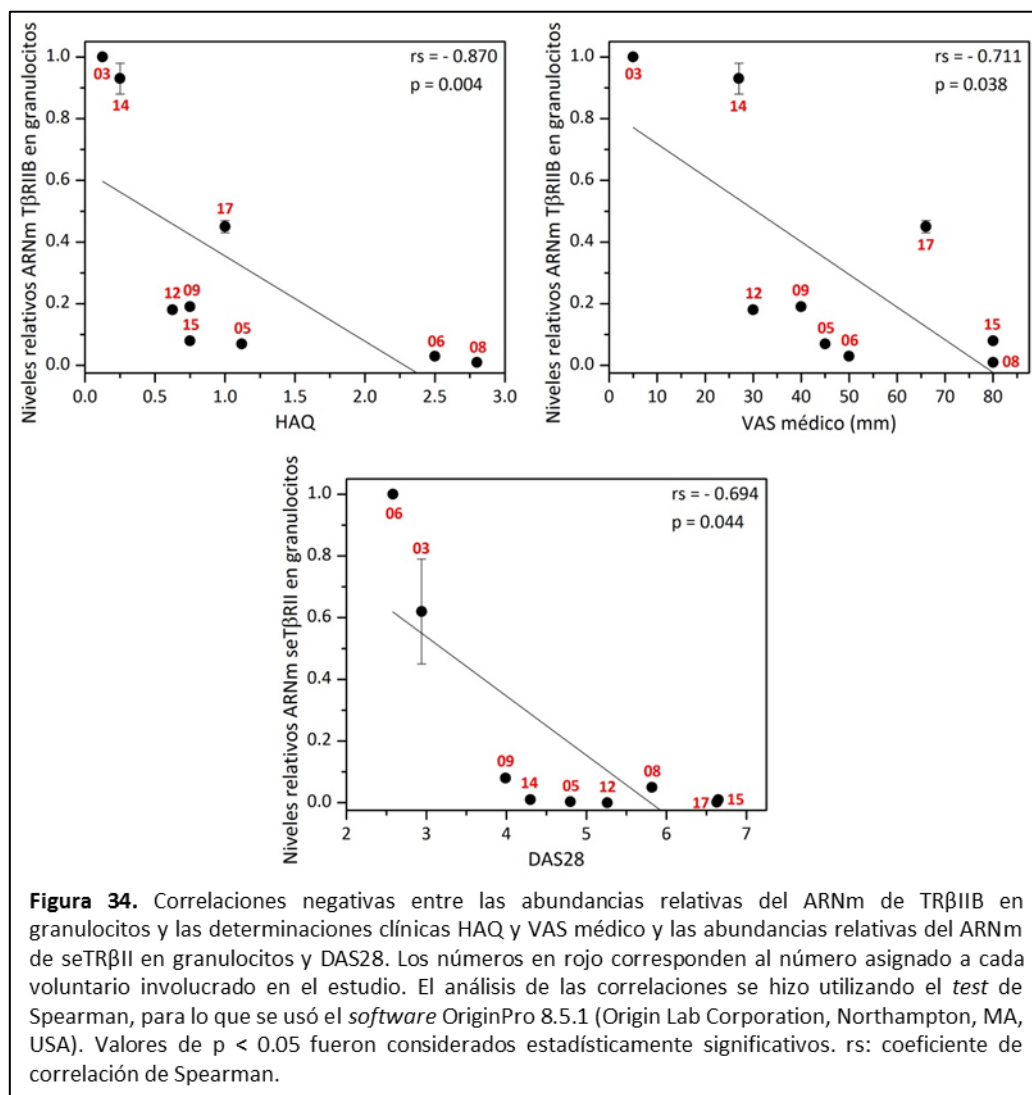 Niveles relativos ARNm TβRIIB en granulocitos
1.0
0.8
0.6
0.4
0.2
0.0
rs = - 0.870
p = 0.004
03
14
17
12
09
15
05
06
08
0.0 0.5 1.0 1.5 2.0 2.5 3.0
HAQ
Niveles relativos ARNm TβRIIB en granulocitos
1.0
0.8
0.6
0.4
0.2
0.0
rs = - 0.711
p = 0.038
03
14
17
12
09
05
06
15
08
0 10 20 30 40 50 60 70 80
VAS médico (mm)
Niveles relativos ARNm seTβRII en granulocitos
1.0
0.8
0.6
0.4
0.2
0.0
rs = - 0.694
p = 0.044
06
03
09
14
05
12
08
17
15
2 3 4 5 6 7
DAS28
Figura 34. Correlaciones negativas entre las abundancias relativas del ARNm de TRβIIB en
granulocitos y las determinaciones clínicas HAQ y VAS médico y las abundancias relativas del ARNm
de seTRβII en granulocitos y DAS28. Los números en rojo corresponden al número asignado a cada
voluntario involucrado en el estudio. El análisis de las correlaciones se hizo utilizando el test de
Spearman, para lo que se usó el software OriginPro 8.5.1 (Origin Lab Corporation, Northampton, MA,
USA). Valores de p < 0.05 fueron considerados estadísticamente significativos. rs: coeficiente de
correlación de Spearman.